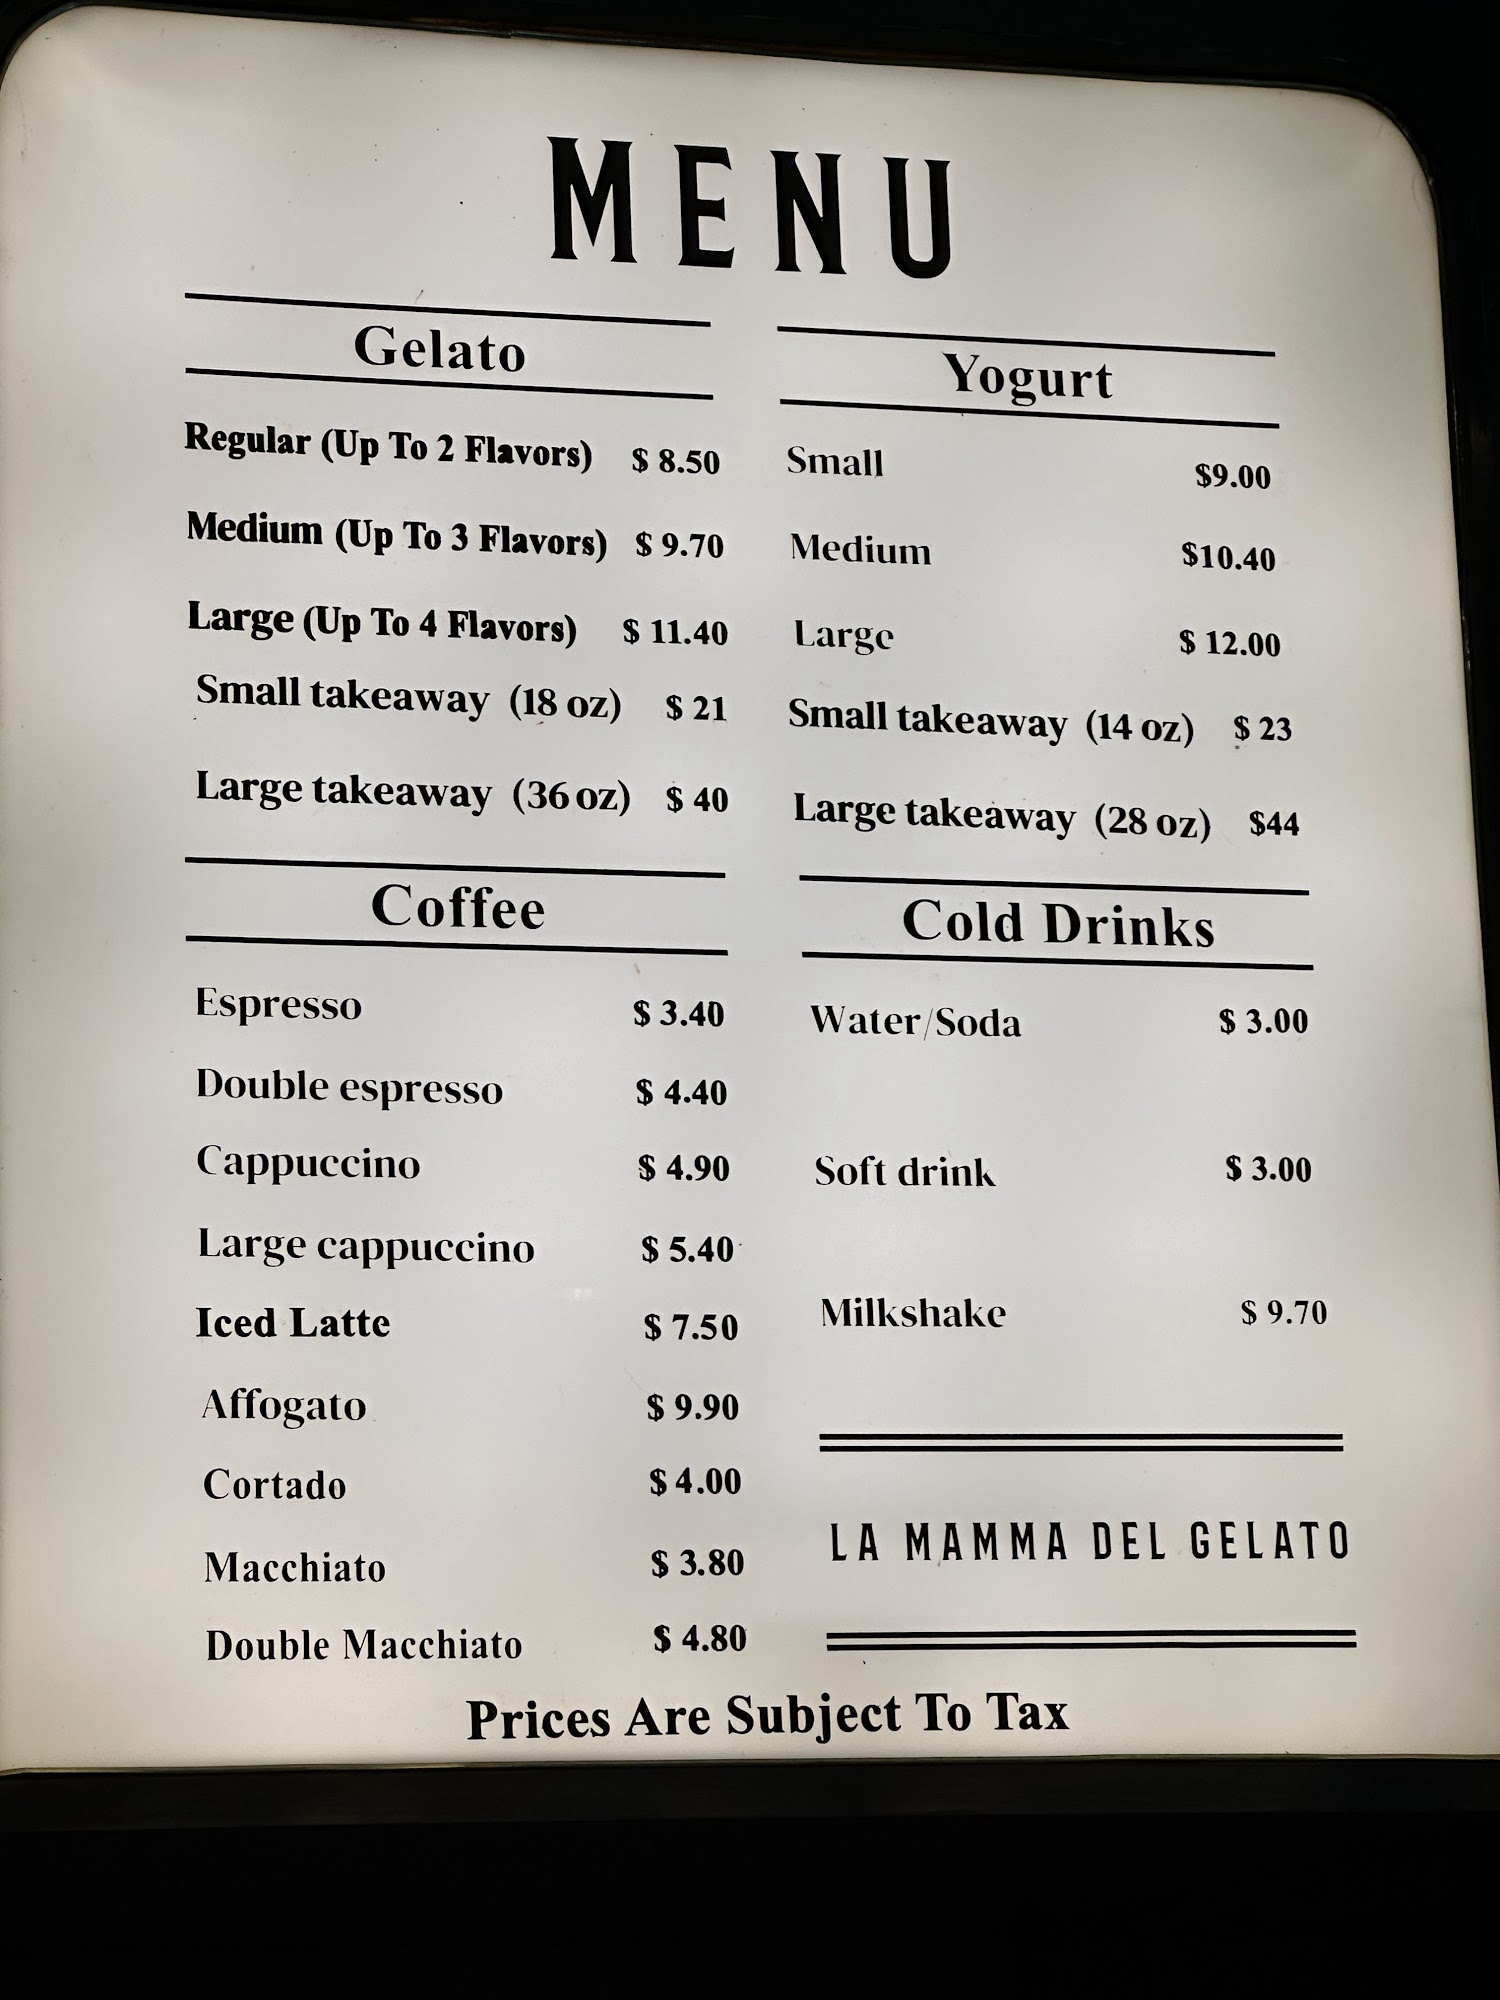 MENU
Gelato
Regular (Up To 2 Flavors) $ 8.50
Medium (Up To 3 Flavors) $ 9.70
Large (Up To 4 Flavors) $ 11.40
Small takeaway (18 oz) $ 21
Large takeaway (36 oz) $ 40
Yogurt
Small $9.00
Medium $10.40
Large $ 12.00
Small takeaway (14 oz) $ 23
Large takeaway (28 oz) $44
Coffee
Espresso $ 3.40
Double espresso $ 4.40
Cappuccino $ 4.90
Large cappuccino $ 5.40
Iced Latte $ 7.50
Affogato $ 9.90
Cortado $ 4.00
Macchiato $ 3.80
Double Macchiato $ 4.80
Cold Drinks
Water/Soda $ 3.00
Soft drink $ 3.00
Milkshake $ 9.70
LA MAMMA DEL GELATO
Prices Are Subject To Tax